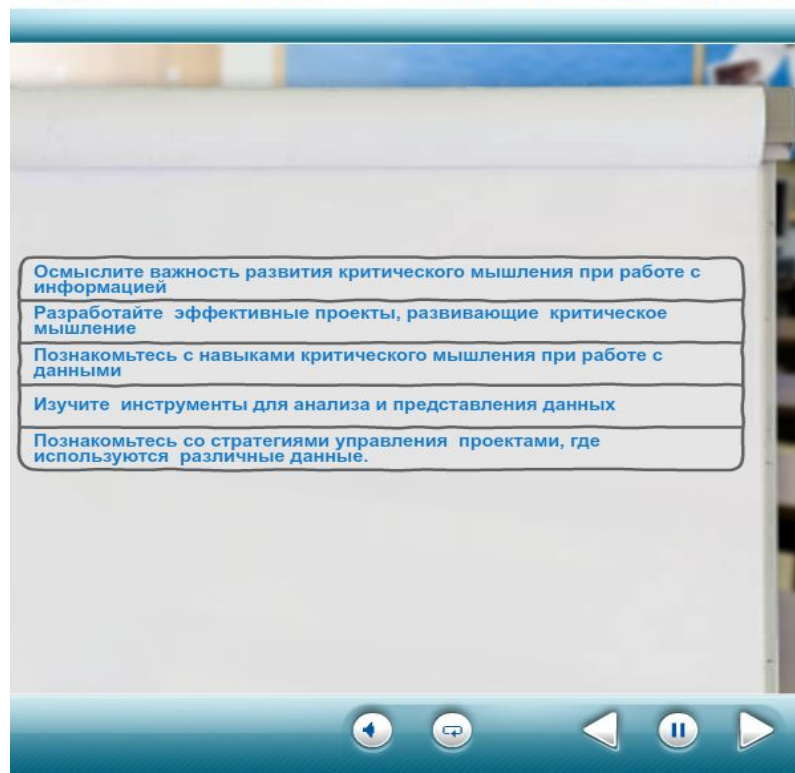 Осмыслите важность развития критического мышления при работе с
информацией
Разработайте эффективные проекты, развивающие критическое
мышление
Познакомьтесь с навыками критического мышления при работе с
данными
Изучите инструменты для анализа и представления данных
Познакомьтесь со стратегиями управления проектами, где
используются различные данные.